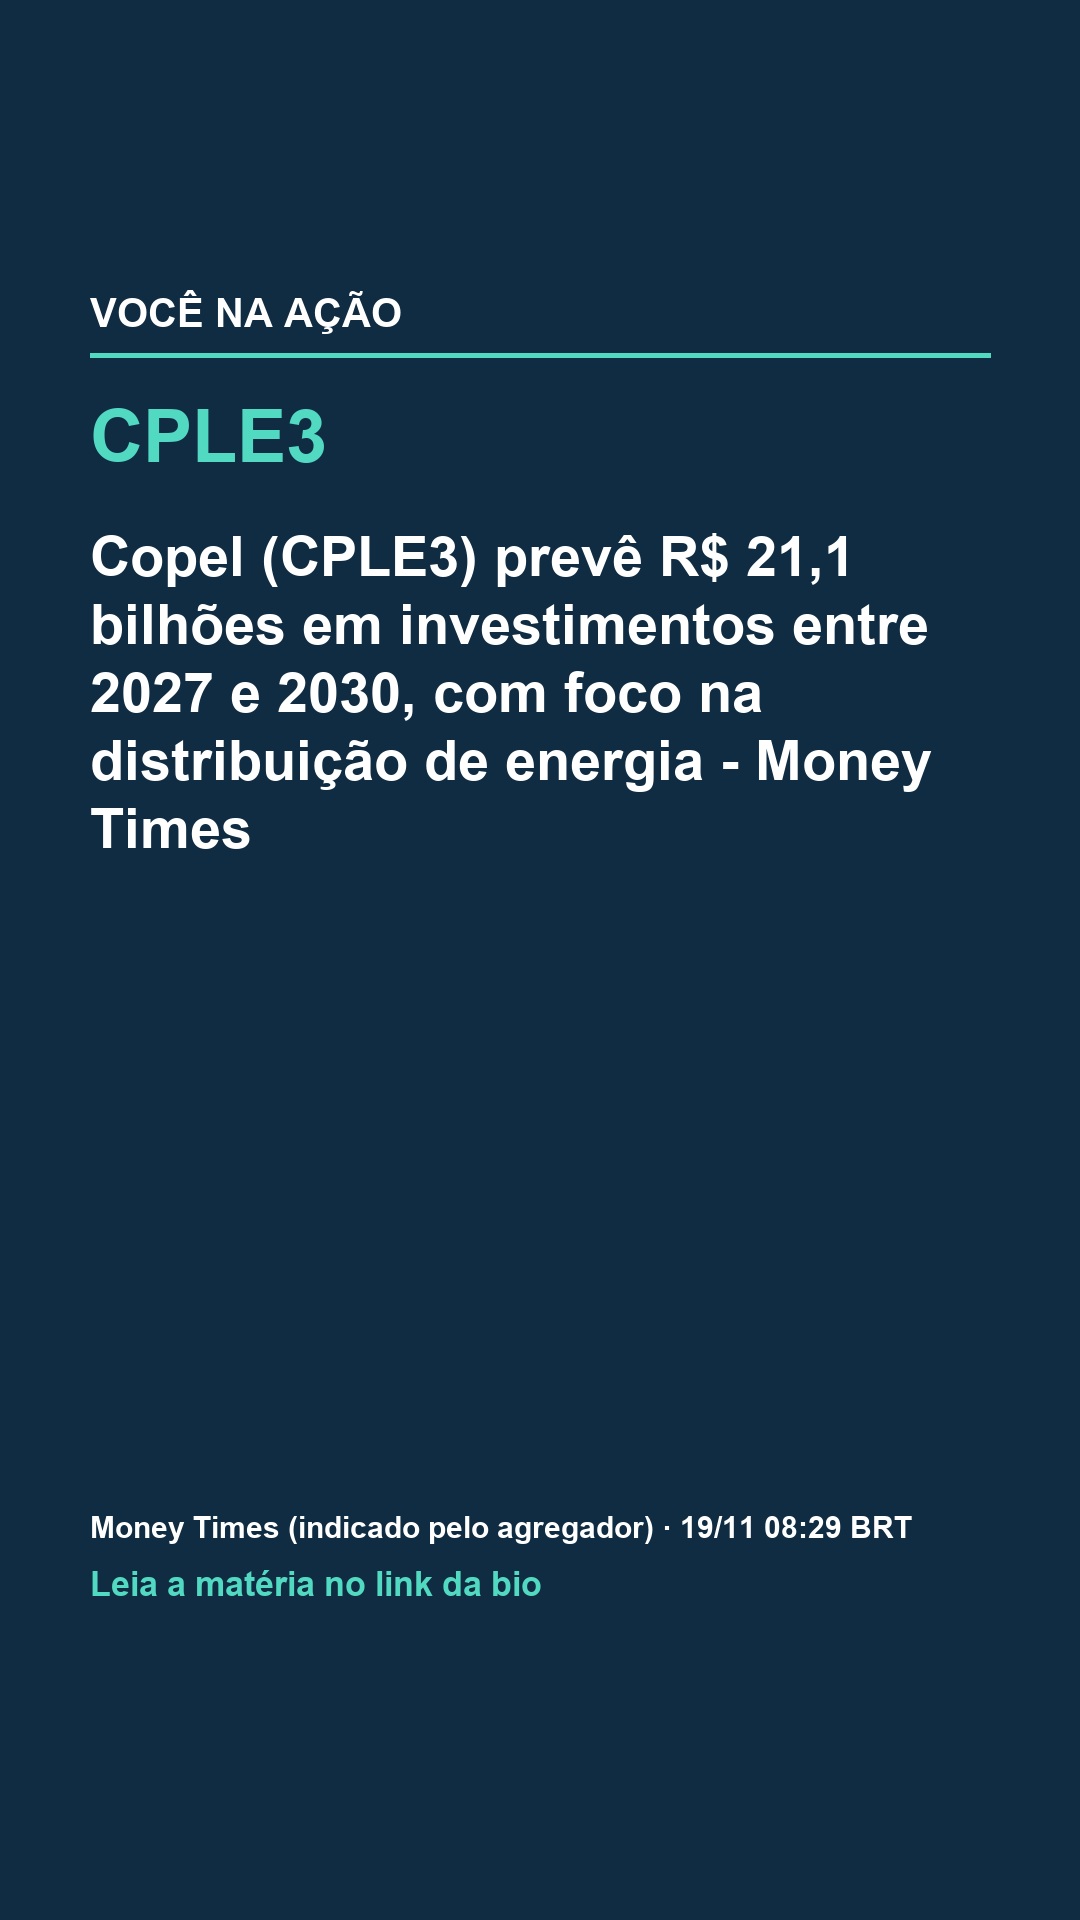 VOCÊ NA AÇÃO
CPLE3
Copel (CPLE3) prevê R$ 21,1
bilhões em investimentos entre
2027 e 2030, com foco na
distribuição de energia - Money
Times
Money Times (indicado pelo agregador) · 19/11 08:29 BRT
Leia a matéria no link da bio